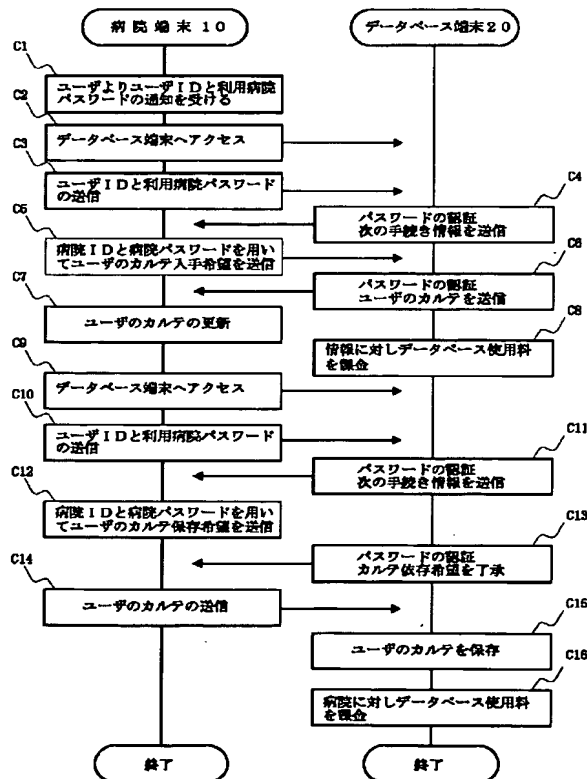 病院端末10
データベース端末20
C1
ユーザよりユーザIDと利用病院
パスワードの通知を受ける
C2
データベース端末へアクセス
C3
ユーザIDと利用病院パスワード
の送信
C4
パスワードの認証
次の手続き情報を送信
C5
病院IDと病院パスワードを用い
てユーザのカルテ入手希望を送信
C6
パスワードの認証
ユーザのカルテを送信
C7
ユーザのカルテの更新
C8
情報に対しデータベース使用料
を課金
C9
データベース端末へアクセス
C10
ユーザIDと利用病院パスワード
の送信
C11
パスワードの認証
次の手続き情報を送信
C12
病院IDと病院パスワードを用い
てユーザのカルテ保存希望を送信
C13
パスワードの認証
カルテ依存希望を了承
C14
ユーザのカルテの送信
C15
ユーザのカルテを保存
C16
病院に対しデータベース使用料
を課金
終了
終了